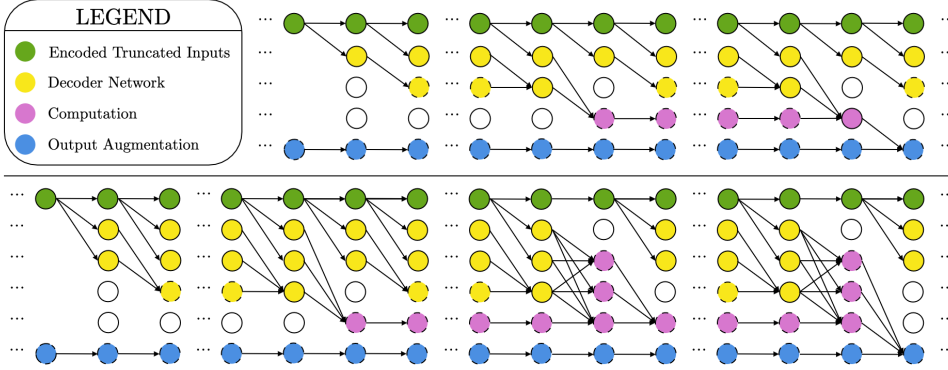 LEGEND
Encoded Truncated Inputs
Decoder Network
Computation
Output Augmentation